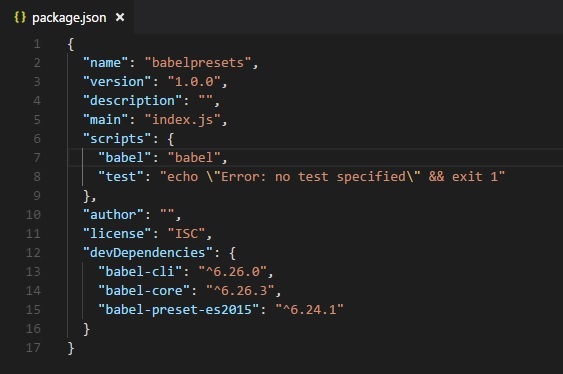 {} package.json ×
1 {
2 "name": "babelpresets",
3 "version": "1.0.0",
4 "description": "",
5 "main": "index.js",
6 "scripts": {
7 "babel": "babel",
8 "test": "echo \"Error: no test specified\" && exit 1"
9 },
10 "author": "",
11 "license": "ISC",
12 "devDependencies": {
13 "babel-cli": "^6.26.0",
14 "babel-core": "^6.26.3",
15 "babel-preset-es2015": "^6.24.1"
16 }
17 }